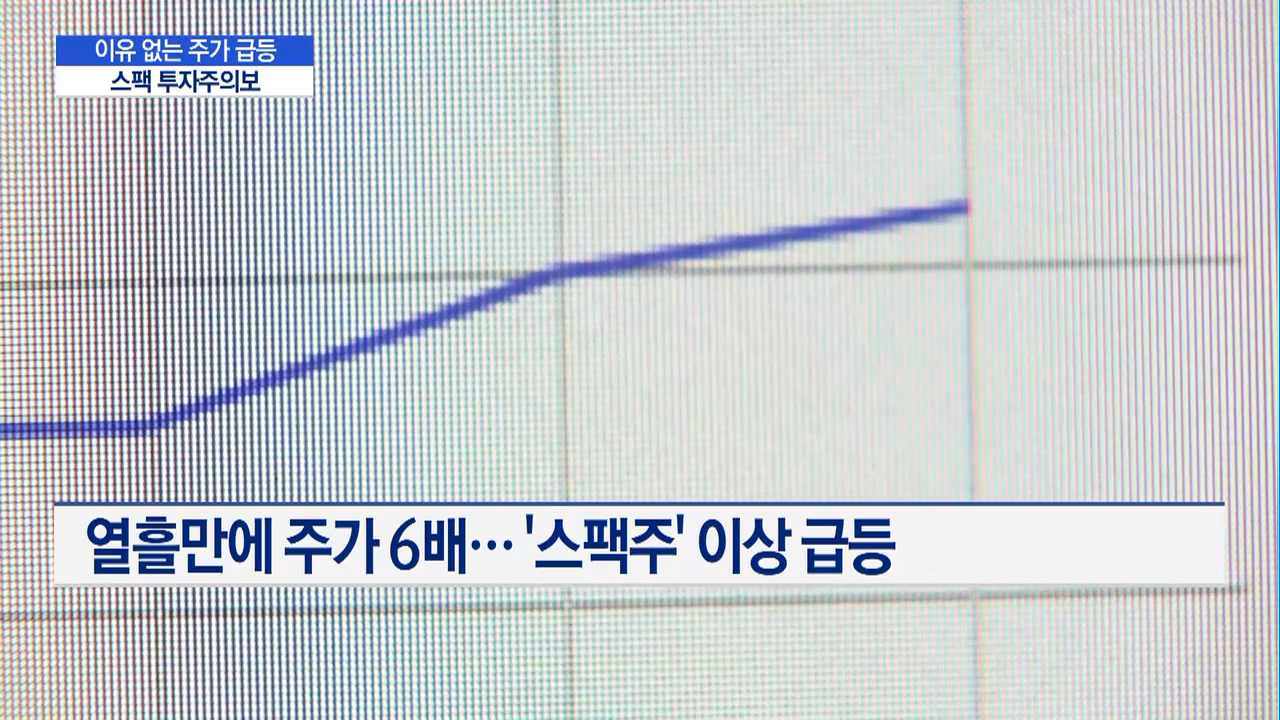 이유 없는 주가 급등
스팩 투자주의보
열흘만에 주가 6배… '스팩주' 이상 급등